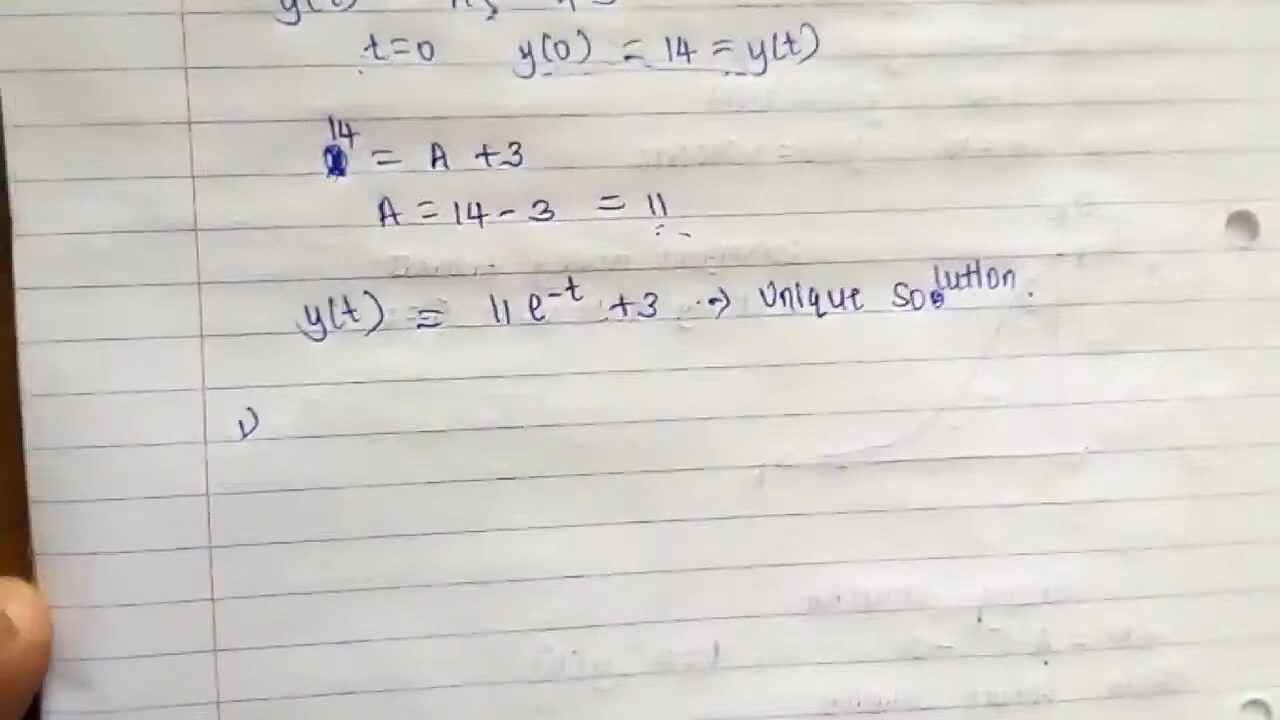 t=0 y(0) = 14 = y(t)
14 = A +3
A = 14 - 3 = 11
y(t) = 11 e^-t + 3 → Unique Solution.